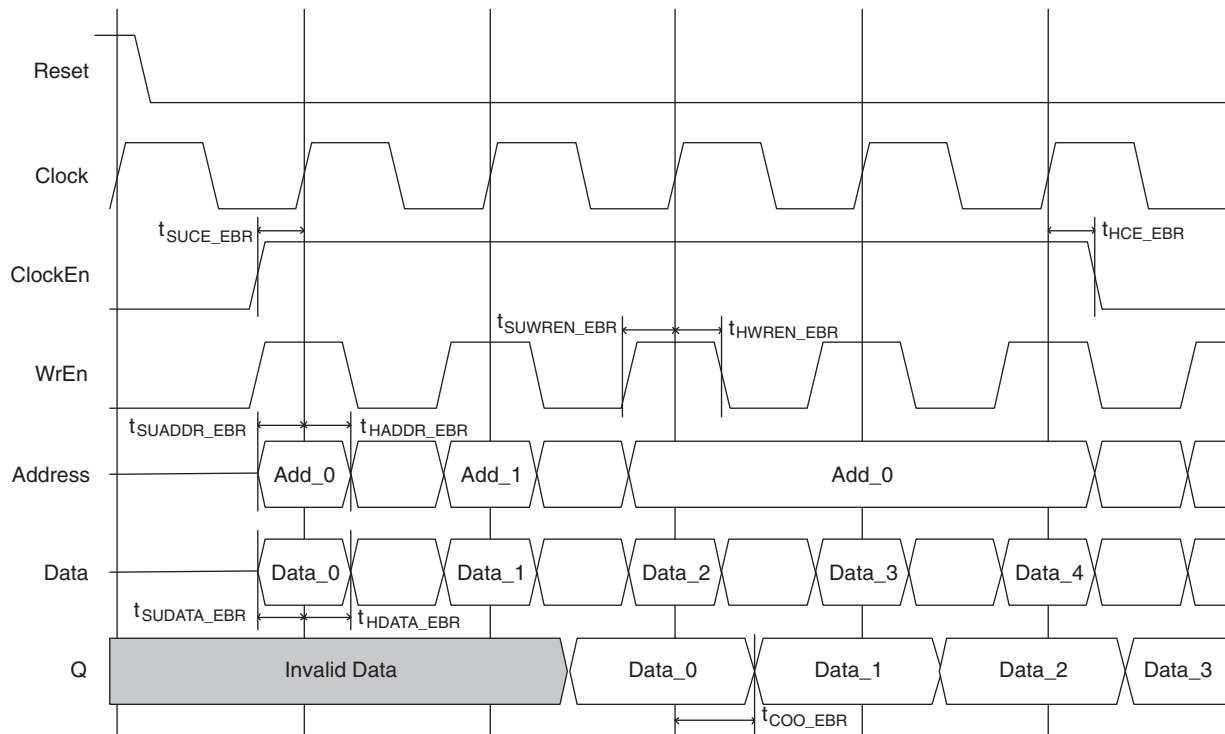 Reset
Clock
tSUCE_EBR
tHCE_EBR
ClockEn
tSUWREN_EBR
tHWREN_EBR
WrEn
tSUADDR_EBR
tHADDR_EBR
Address
Add_0
Add_1
Add_0
Data
Data_0
Data_1
Data_2
Data_3
Data_4
tSUDATA_EBR
tHDATA_EBR
Q
Invalid Data
Data_0
Data_1
Data_2
Data_3
tCOO_EBR